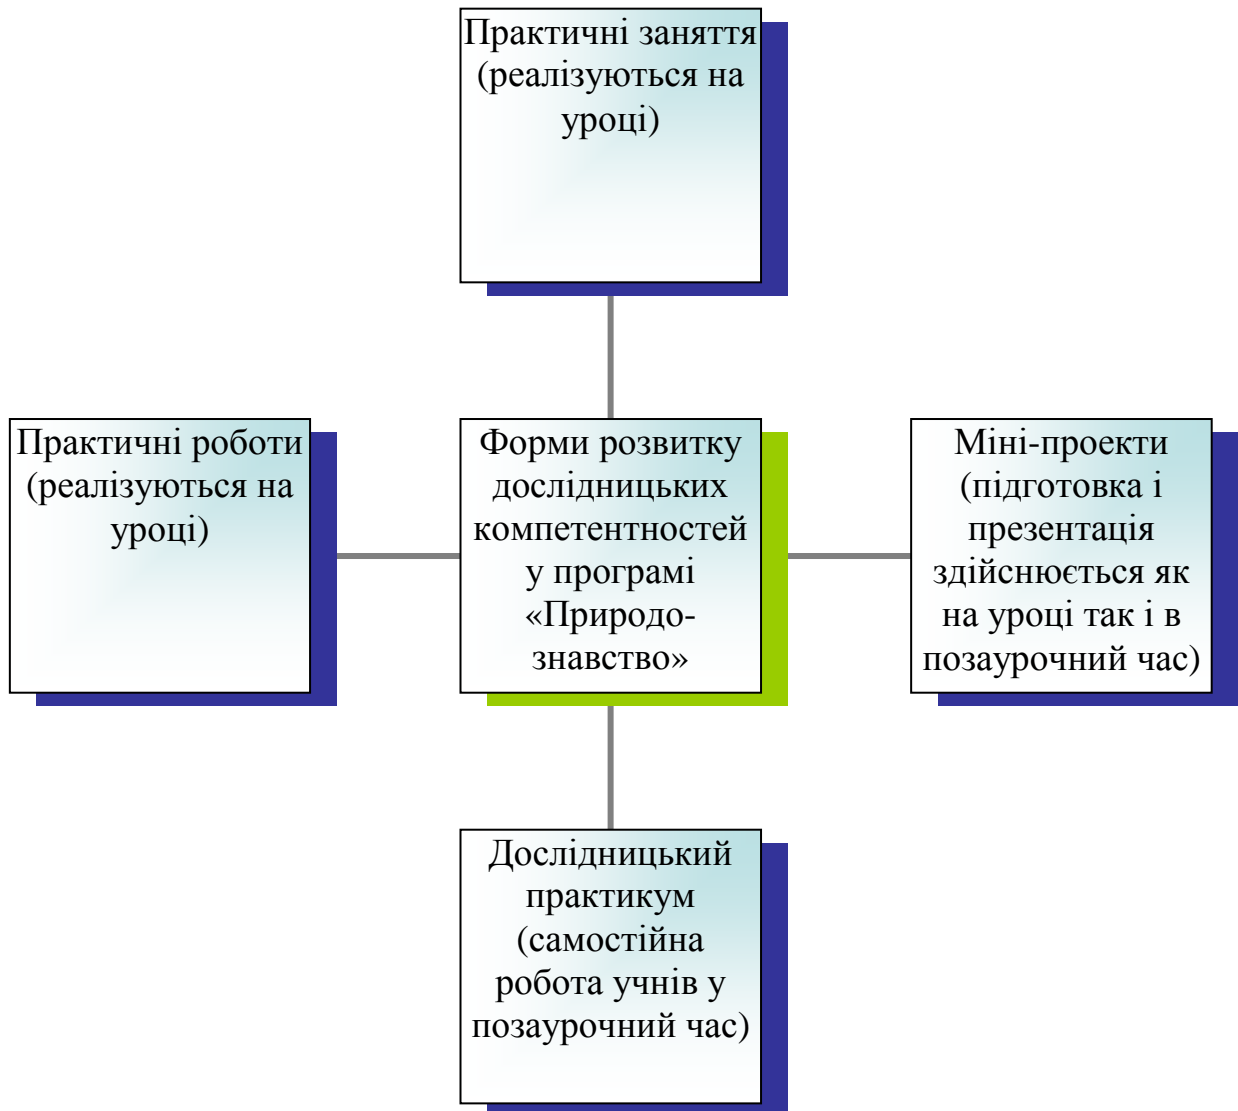 Практичні заняття
(реалізуються на
уроці)
Практичні роботи
(реалізуються на
уроці)
Форми розвитку
дослідницьких
компетентностей
у програмі
«Природо-
знавство»
Міні-проекти
(підготовка і
презентація
здійснюється як
на уроці так і в
позаурочний час)
Дослідницький
практикум
(самостійна
робота учнів у
позаурочний час)